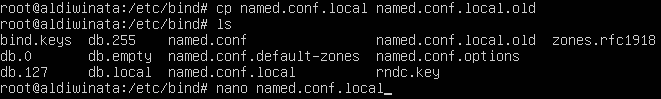 root@aldiwinata:/etc/bind# cp named.conf.local named.conf.local.old
root@aldiwinata:/etc/bind# ls
bind.keys  db.255    named.conf                named.conf.local.old  zones.rfc1918
db.0       db.empty  named.conf.default-zones  named.conf.options
db.127     db.local  named.conf.local          rndc.key
root@aldiwinata:/etc/bind# nano named.conf.local_